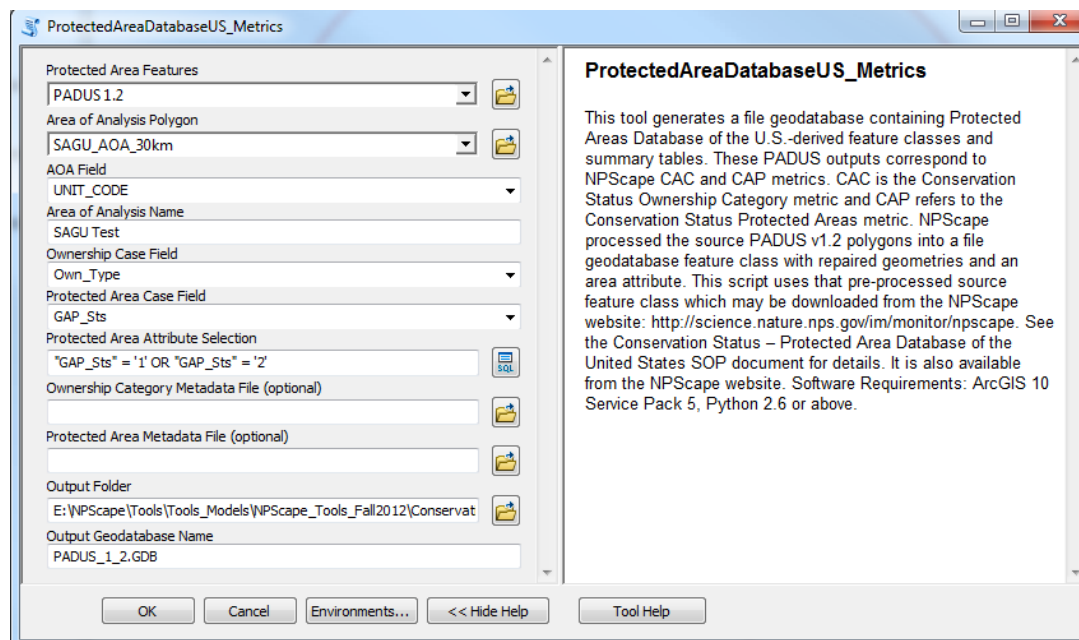 ProtectedAreaDatabaseUS_Metrics
Protected Area Features
PADUS 1.2
Area of Analysis Polygon
SAGU_AOA_30km
AOA Field
UNIT_CODE
Area of Analysis Name
SAGU Test
Ownership Case Field
Own_Type
Protected Area Case Field
GAP_Sts
Protected Area Attribute Selection
"GAP_Sts" = '1' OR "GAP_Sts" = '2'
SQL
Ownership Category Metadata File (optional)
Protected Area Metadata File (optional)
Output Folder
E:\NPScape\Tools\Tools_Models\NPScape_Tools_Fall2012\Conservat
Output Geodatabase Name
PADUS_1_2.GDB
ProtectedAreaDatabaseUS_Metrics
This tool generates a file geodatabase containing Protected
Areas Database of the U.S.-derived feature classes and
summary tables. These PADUS outputs correspond to
NPScape CAC and CAP metrics. CAC is the Conservation
Status Ownership Category metric and CAP refers to the
Conservation Status Protected Areas metric. NPScape
processed the source PADUS v1.2 polygons into a file
geodatabase feature class with repaired geometries and an
area attribute. This script uses that pre-processed source
feature class which may be downloaded from the NPScape
website: http://science.nature.nps.gov/im/monitor/npscape. See
the Conservation Status – Protected Area Database of the
United States SOP document for details. It is also available
from the NPScape website. Software Requirements: ArcGIS 10
Service Pack 5, Python 2.6 or above.
OK
Cancel
Environments...
<< Hide Help
Tool Help